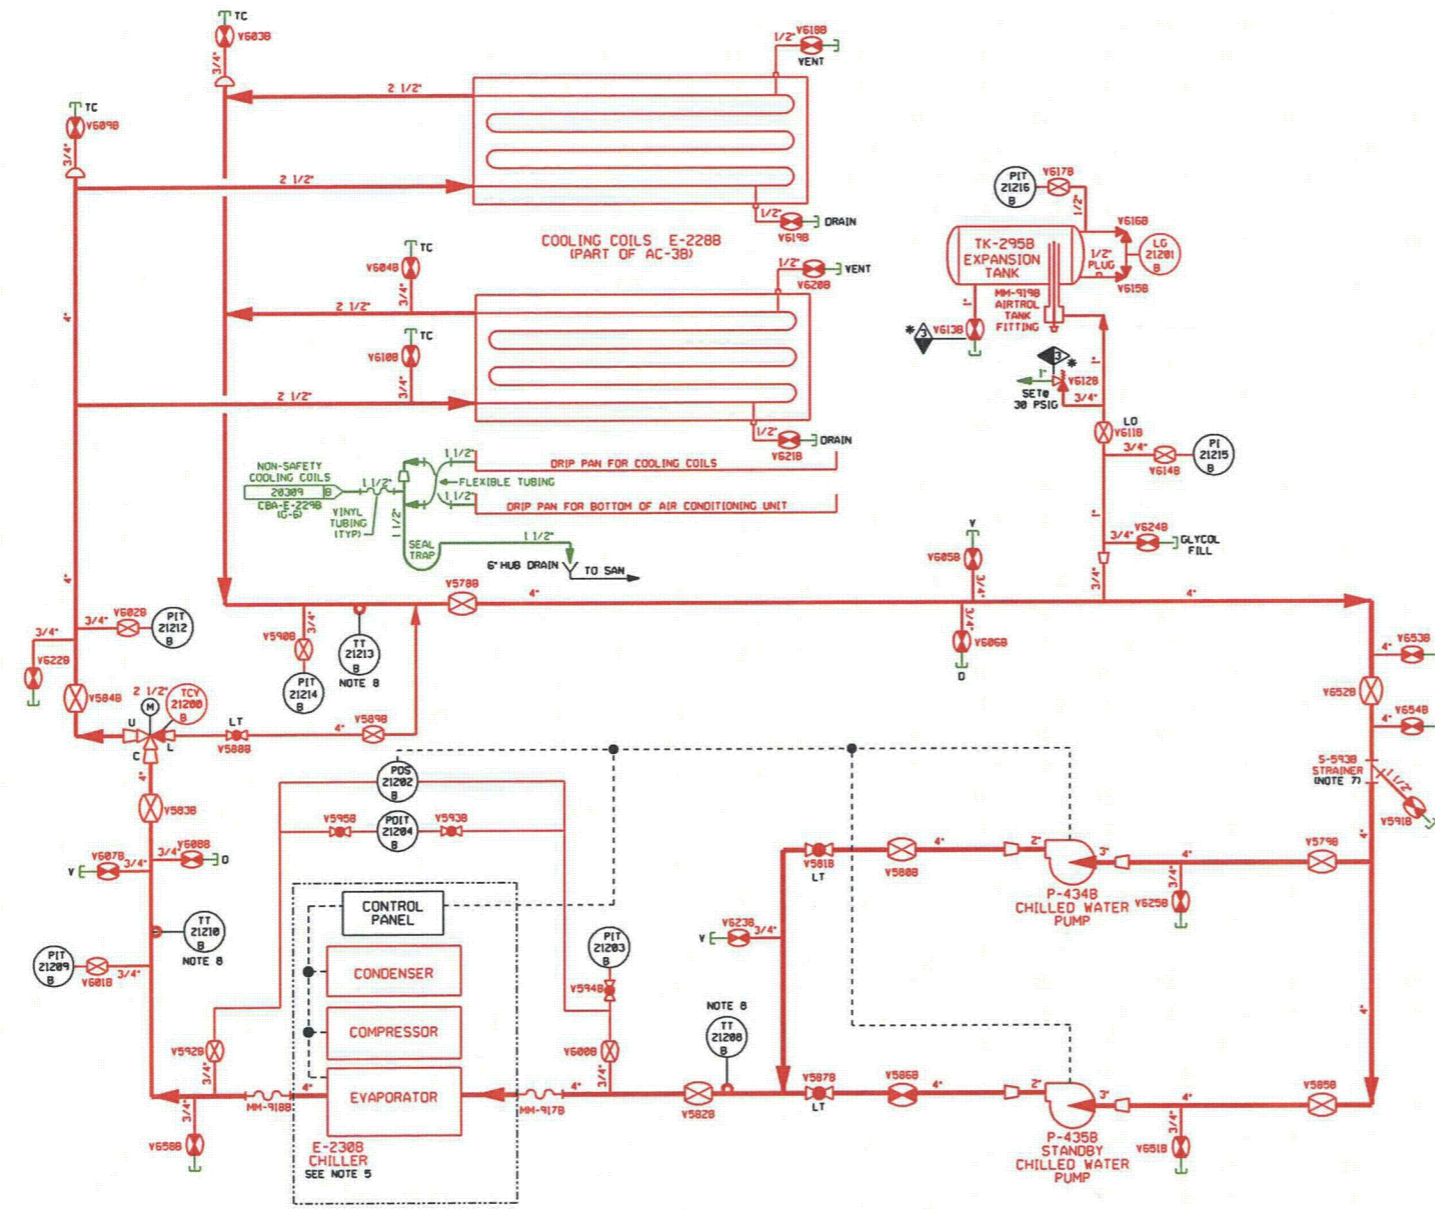 TC
V603B
3/4"
TC
V609B
3/4"
2 1/2"
1/2"
V618B
VENT
2 1/2"
1/2"
V619B
DRAIN
COOLING COILS E-228B
(PART OF AC-3B)
TC
V604B
3/4"
1/2"
V620B
VENT
2 1/2"
4"
TC
V610B
3/4"
2 1/2"
1/2"
V621B
DRAIN
PIT
21216
B
V617B
1/2"
V616B
TK-295B
EXPANSION
TANK
LG
21201
B
1/2"
PLUG
V615B
MM-919B
AIRTROL
TANK
FITTING
1"
*
3
V613B
3
*
1"
V612B
SET@
30 PSIG
3/4"
1"
LO
V611B
3/4"
V614B
PI
21215
B
1"
3/4"
V624B
GLYCOL
FILL
3/4"
NON-SAFETY
COOLING COILS
20309
B
CBA-E-229B
(G-6)
1 1/2"
VINYL
TUBING
(TYP)
1 1/2"
1 1/2"
FLEXIBLE TUBING
1 1/2"
DRIP PAN FOR COOLING COILS
DRIP PAN FOR BOTTOM OF AIR CONDITIONING UNIT
SEAL
TRAP
1 1/2"
6" HUB DRAIN
TO SAN
4"
V578B
4"
V
V605B
3/4"
4"
3/4"
V606B
D
3/4"
V602B
PIT
21212
B
3/4"
V622B
V590B
3/4"
PIT
21214
B
TT
21213
B
NOTE 8
V584B
2 1/2"
M
TCV
21200
B
U
L
C
LT
V588B
4"
V589B
4"
V583B
4"
V653B
V652B
4"
V654B
S-593B
STRAINER
(NOTE 7)
1 1/2"
V591B
4"
PDS
21202
B
V595B
PDIT
21204
B
V593B
V607B
V
3/4"
3/4"
V608B
D
TT
21210
B
NOTE 8
PIT
21209
B
V601B
3/4"
CONTROL
PANEL
CONDENSER
COMPRESSOR
EVAPORATOR
E-230B
CHILLER
SEE NOTE 5
V592B
3/4"
3/4"
V658B
MM-918B
4"
MM-917B
4"
PIT
21203
B
V594B
V600B
3/4"
V581B
LT
V580B
4"
2"
3"
4"
V579B
P-434B
CHILLED WATER
PUMP
3/4"
V625B
V623B
V
3/4"
NOTE 8
TT
21208
B
V582B
V587B
LT
V586B
4"
2"
3"
4"
V585B
4"
P-435B
STANDBY
CHILLED WATER
PUMP
3/4"
V651B